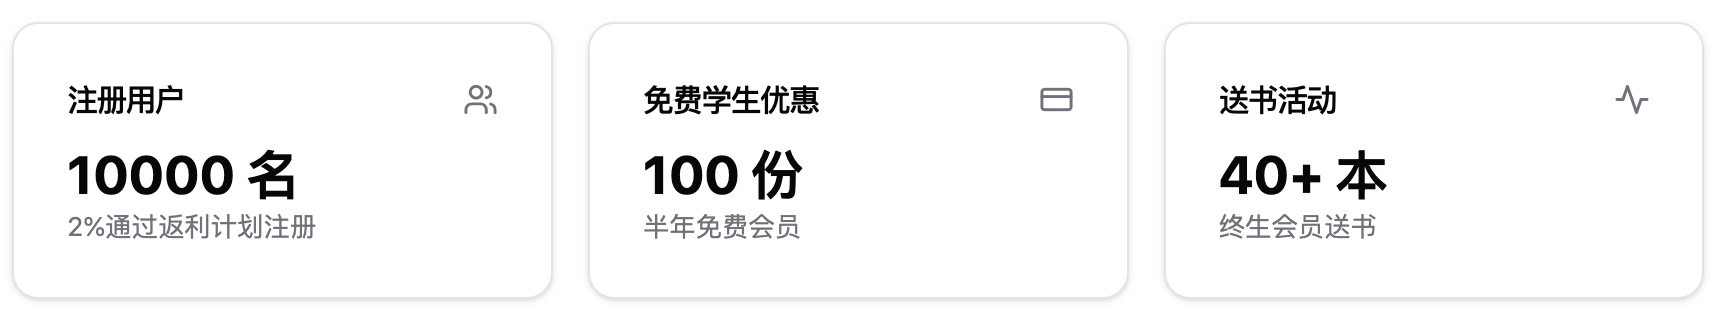 注册用户
10000 名
2%通过返利计划注册
免费学生优惠
100 份
半年免费会员
送书活动
40+ 本
终生会员送书